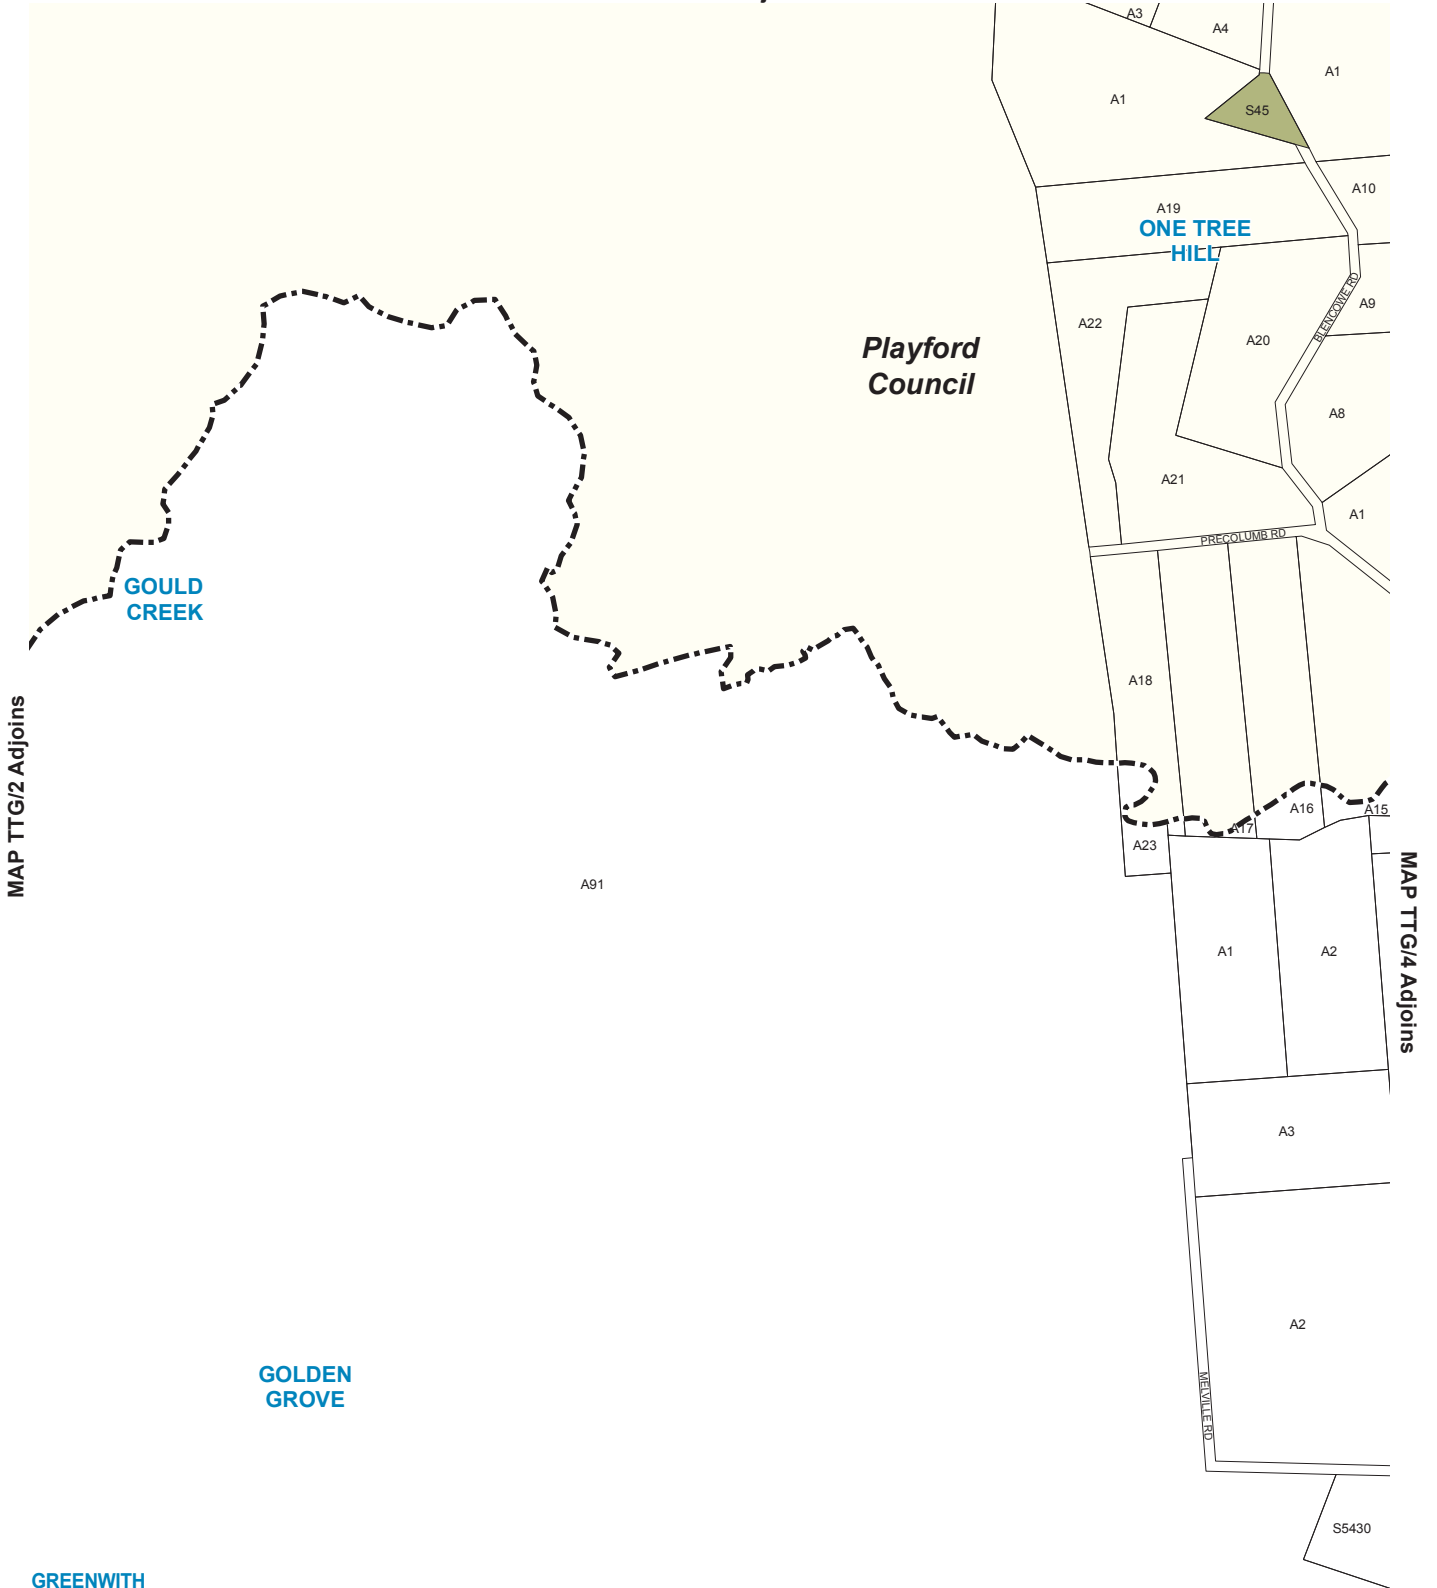 A3
A4
A1
A1
S45
A10
A19
ONE TREE
HILL
A9
BLENCOWE RD
A22
A20
Playford
Council
A8
A21
A1
PRECOLUMB RD
GOULD
CREEK
A18
MAP TTG/2 Adjoins
A16
A15
A17
A23
A91
MAP TTG/4 Adjoins
A1
A2
A3
A2
GOLDEN
GROVE
MELVILLE RD
S5430
GREENWITH